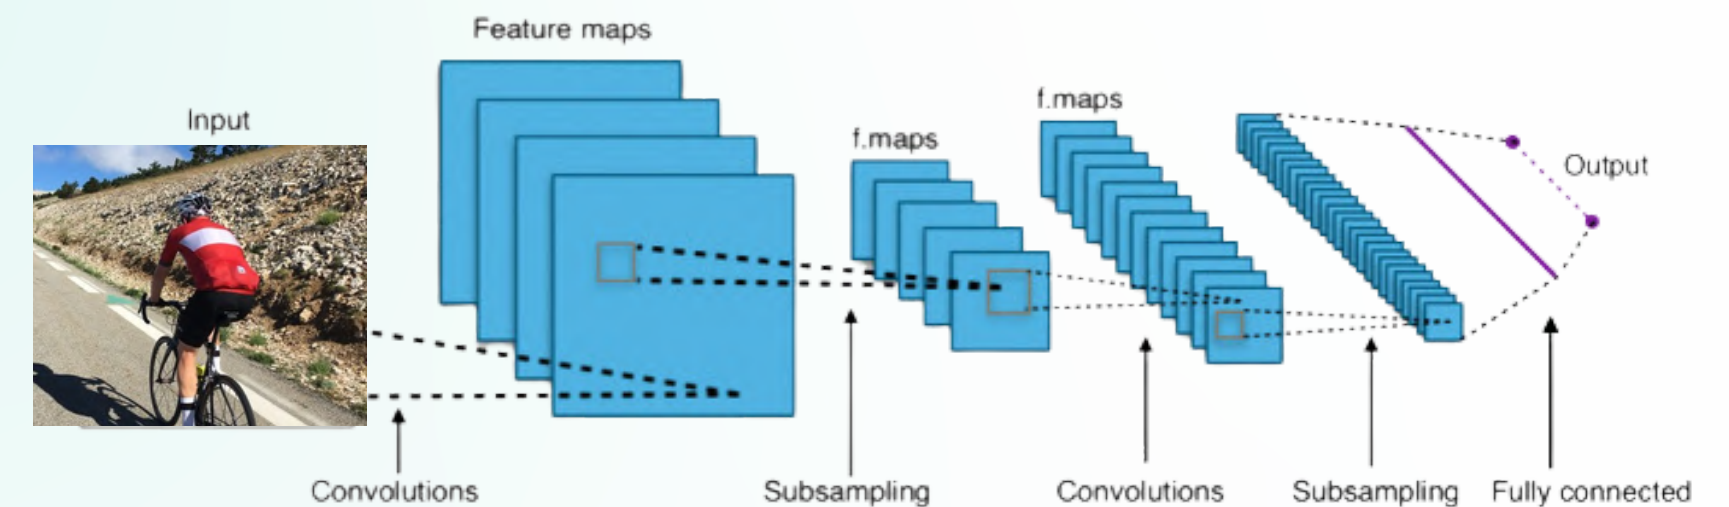 Feature maps
Input
f.maps
f.maps
Output
Convolutions
Subsampling
Convolutions
Subsampling
Fully connected